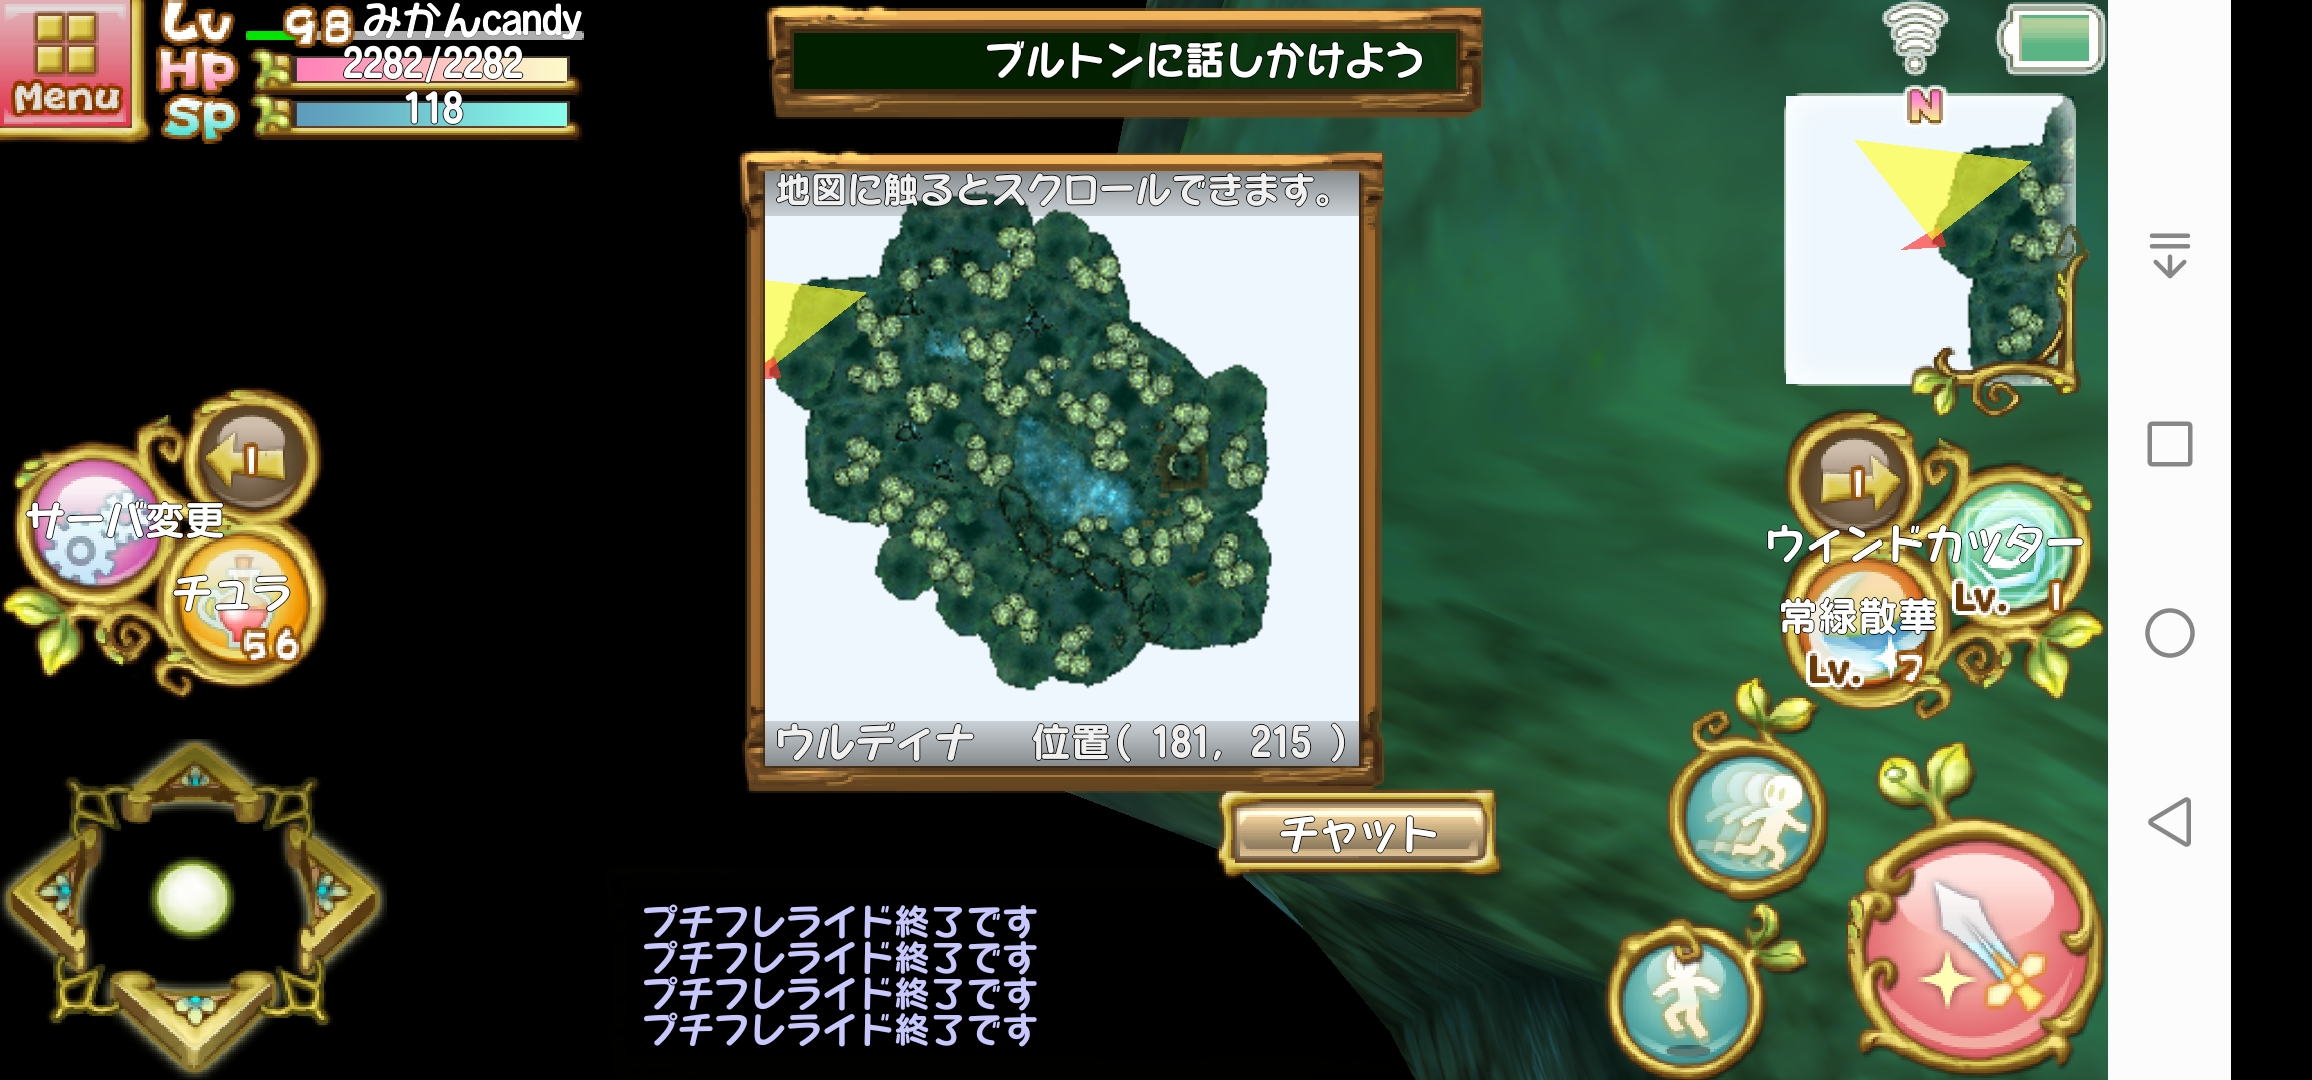 Menu
Lv 98 みかんcandy
Hp 2282/2282
Sp 118
ブルトンに話しかけよう
N
地図に触るとスクロールできます。
ウルディナ 位置( 181, 215 )
1
サーバ変更
チュラ
56
1
ウィンドカッター
Lv. 1
常緑散華
Lv. 7
チャット
プチフレライド終了です
プチフレライド終了です
プチフレライド終了です
プチフレライド終了です